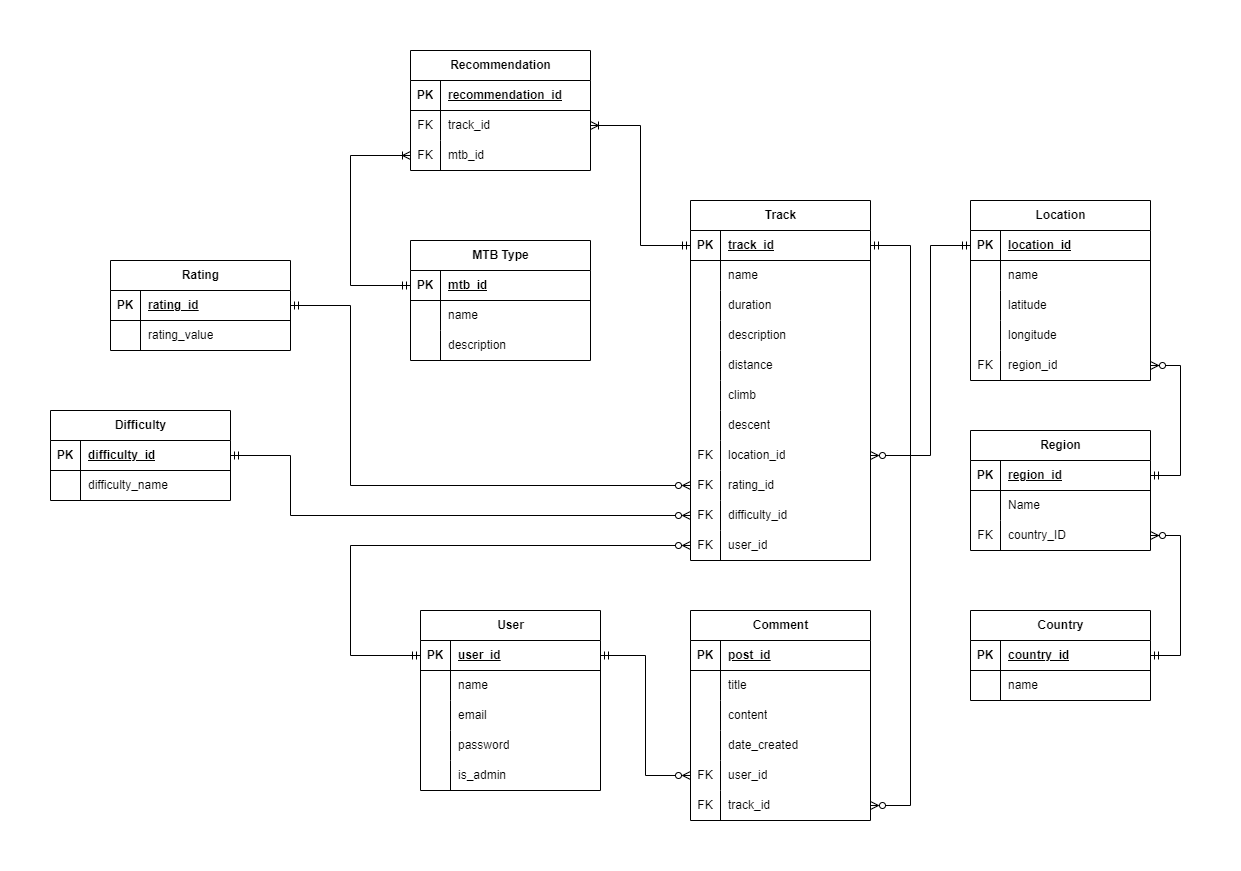 Recommendation
PK recommendation_id
FK track_id
FK mtb_id
MTB Type
PK mtb_id
name
description
Rating
PK rating_id
rating_value
Difficulty
PK difficulty_id
difficulty_name
Track
PK track_id
name
duration
description
distance
climb
descent
FK location_id
FK rating_id
FK difficulty_id
FK user_id
Location
PK location_id
name
latitude
longitude
FK region_id
Region
PK region_id
Name
FK country_ID
User
PK user_id
name
email
password
is_admin
Comment
PK post_id
title
content
date_created
FK user_id
FK track_id
Country
PK country_id
name